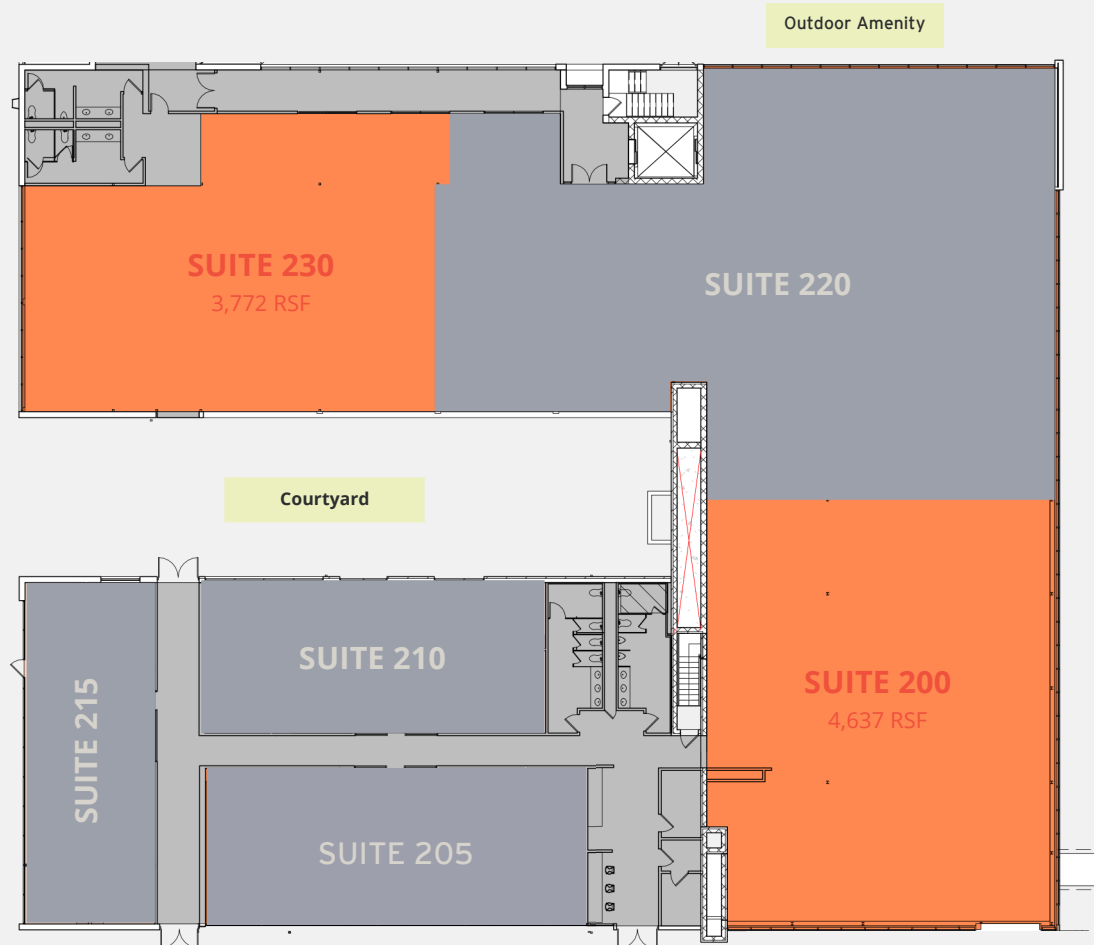 Outdoor Amenity
SUITE 230
3,772 RSF
SUITE 220
Courtyard
SUITE 210
SUITE 215
SUITE 200
4,637 RSF
SUITE 205